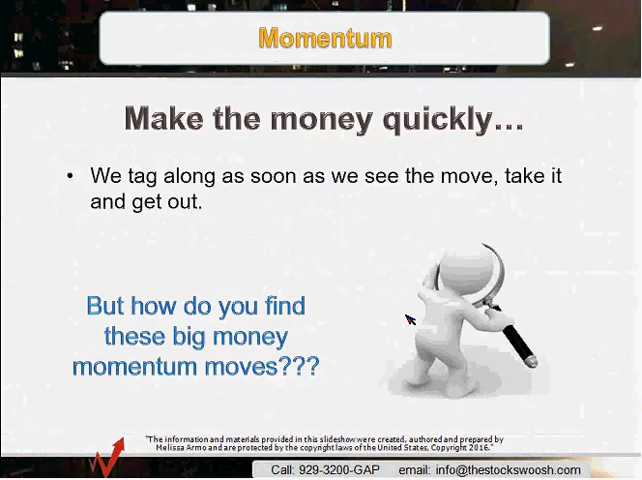 Momentum
Make the money quickly…
• We tag along as soon as we see the move, take it
and get out.
But how do you find
these big money
momentum moves???
"The information and materials provided in this slideshow were created, authored and prepared by
Melissa Armo and are protected by the copyright laws of the United States, Copyright 2016."
Call: 929-3200-GAP email: info@thestockswoosh.com